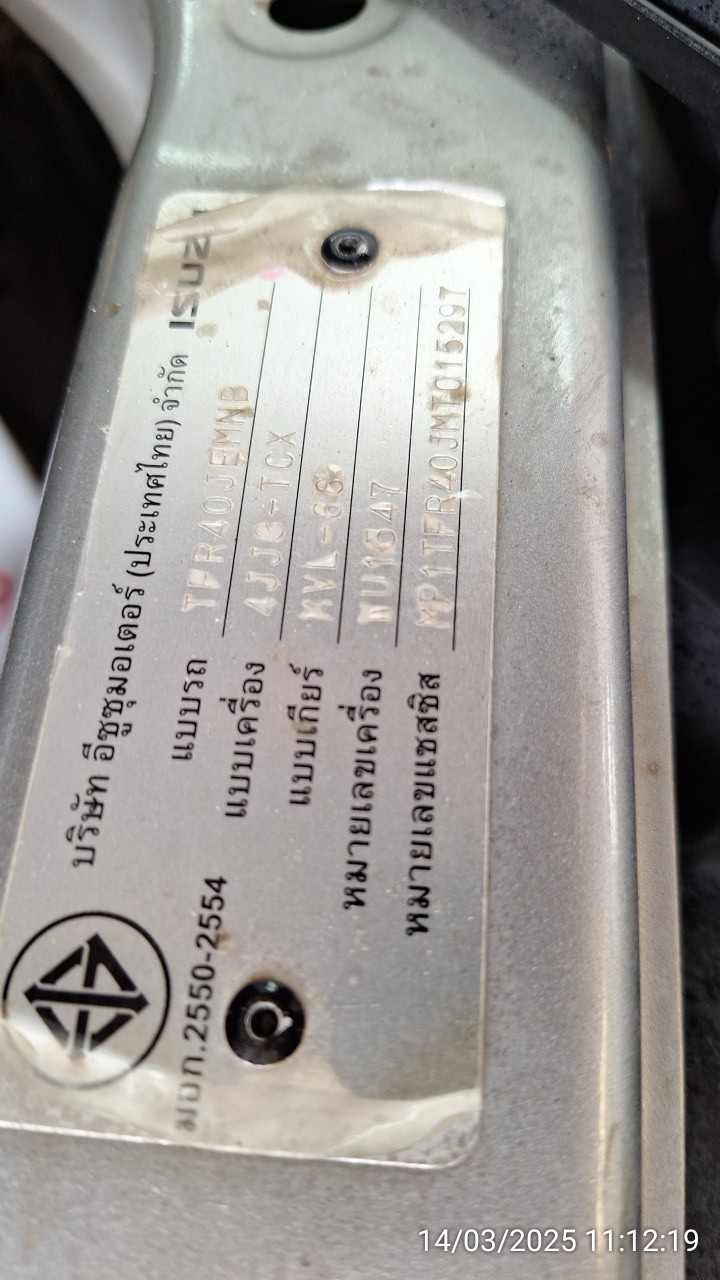 บริษัท อีซูซุมอเตอร์ (ประเทศไทย) จำกัด ISUZU
แบบรถ TFR40JEMNB
แบบเครื่อง 4JJ3-TCX
แบบเกียร์ MVL-6S
หมายเลขเครื่อง WU1647
หมายเลขแชสซิส MP1TFR40JMT015297
มอก.2550-2554
14/03/2025 11:12:19